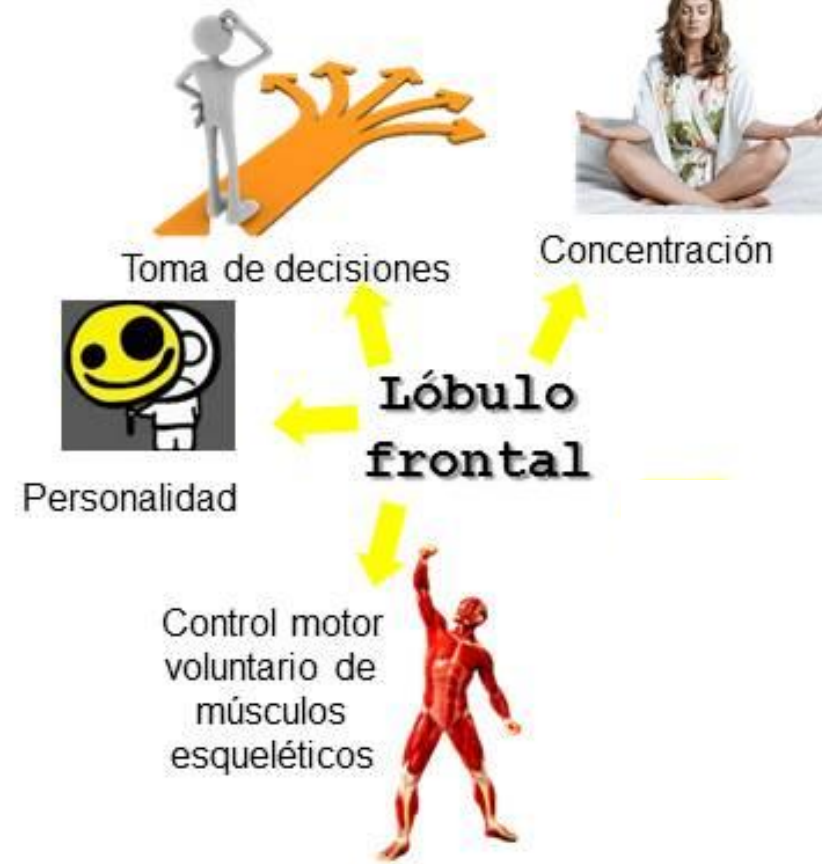 Toma de decisiones
Concentración
Lóbulo
frontal
Personalidad
Control motor
voluntario de
músculos
esqueléticos